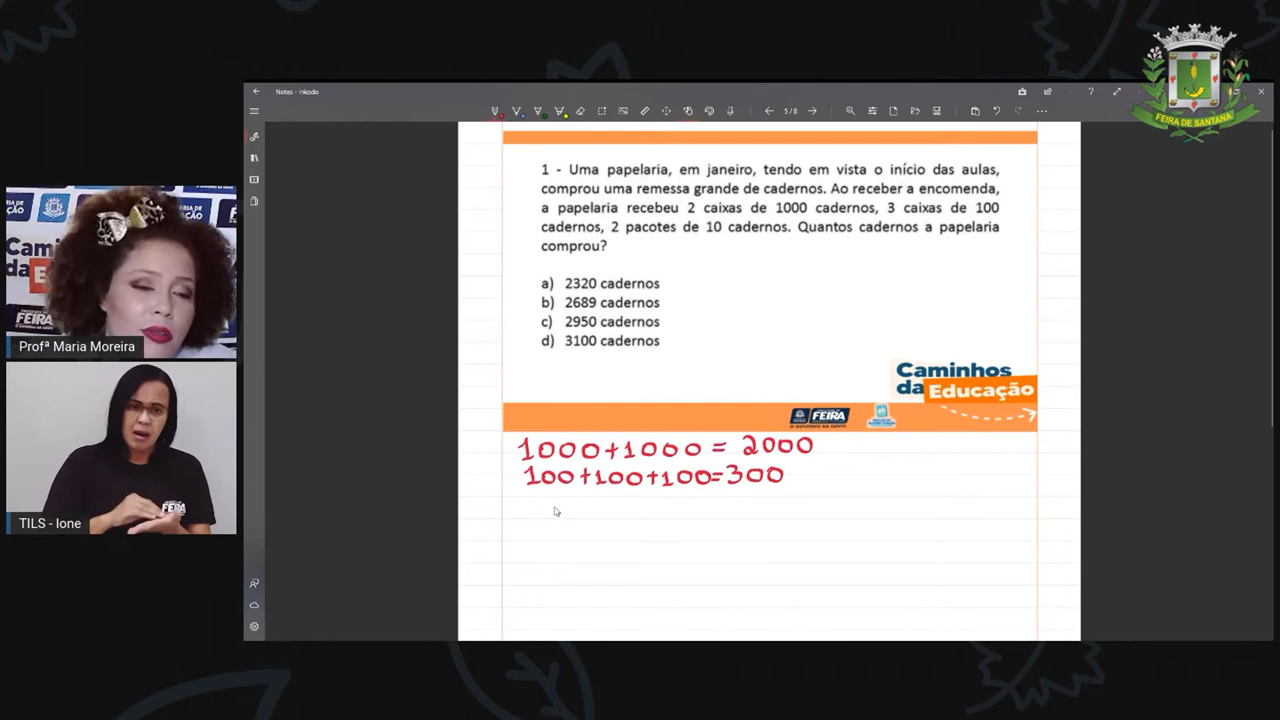 FEIRA DE SANTANA
Notes - Inkodo
5/8
1 - Uma papelaria, em janeiro, tendo em vista o início das aulas,
comprou uma remessa grande de cadernos. Ao receber a encomenda,
a papelaria recebeu 2 caixas de 1000 cadernos, 3 caixas de 100
cadernos, 2 pacotes de 10 cadernos. Quantos cadernos a papelaria
comprou?
a) 2320 cadernos
b) 2689 cadernos
c) 2950 cadernos
d) 3100 cadernos
Caminhos
da Educação
FEIRA
1000+1000 = 2000
100+100+100=300
Profª Maria Moreira
FEIRA
TILS - Ione